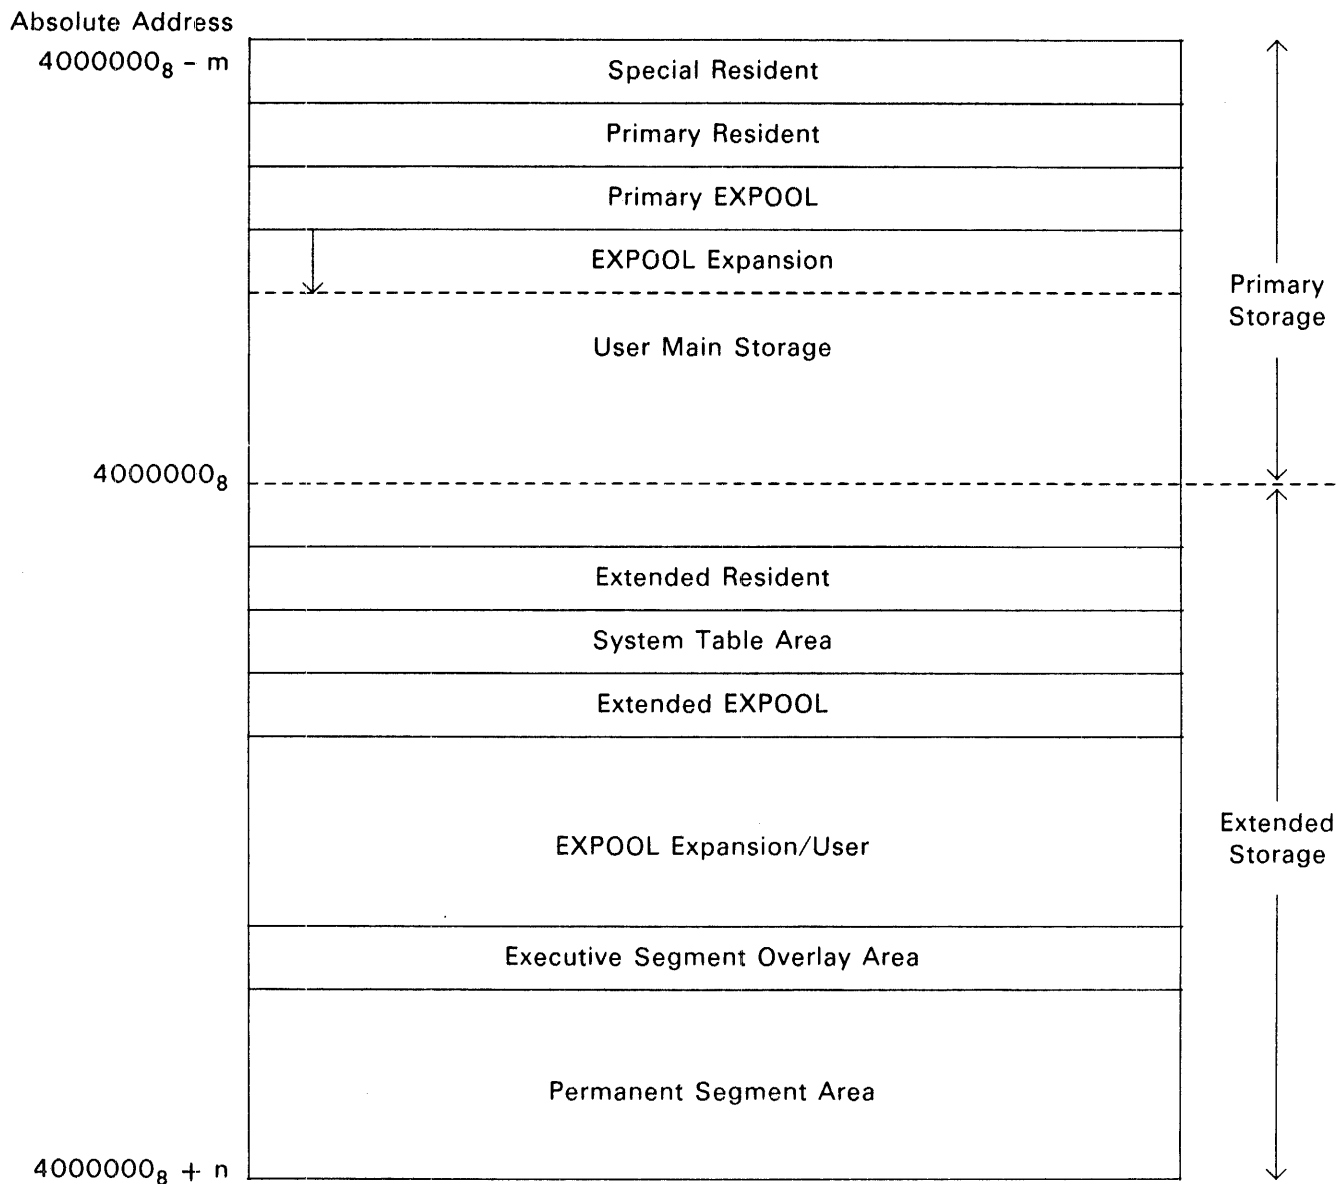 Absolute Address
4000000₈ - m
Special Resident
Primary Resident
Primary EXPOOL
EXPOOL Expansion
Primary
Storage
User Main Storage
4000000₈
Extended Resident
System Table Area
Extended EXPOOL
EXPOOL Expansion/User
Extended
Storage
Executive Segment Overlay Area
Permanent Segment Area
4000000₈ + n